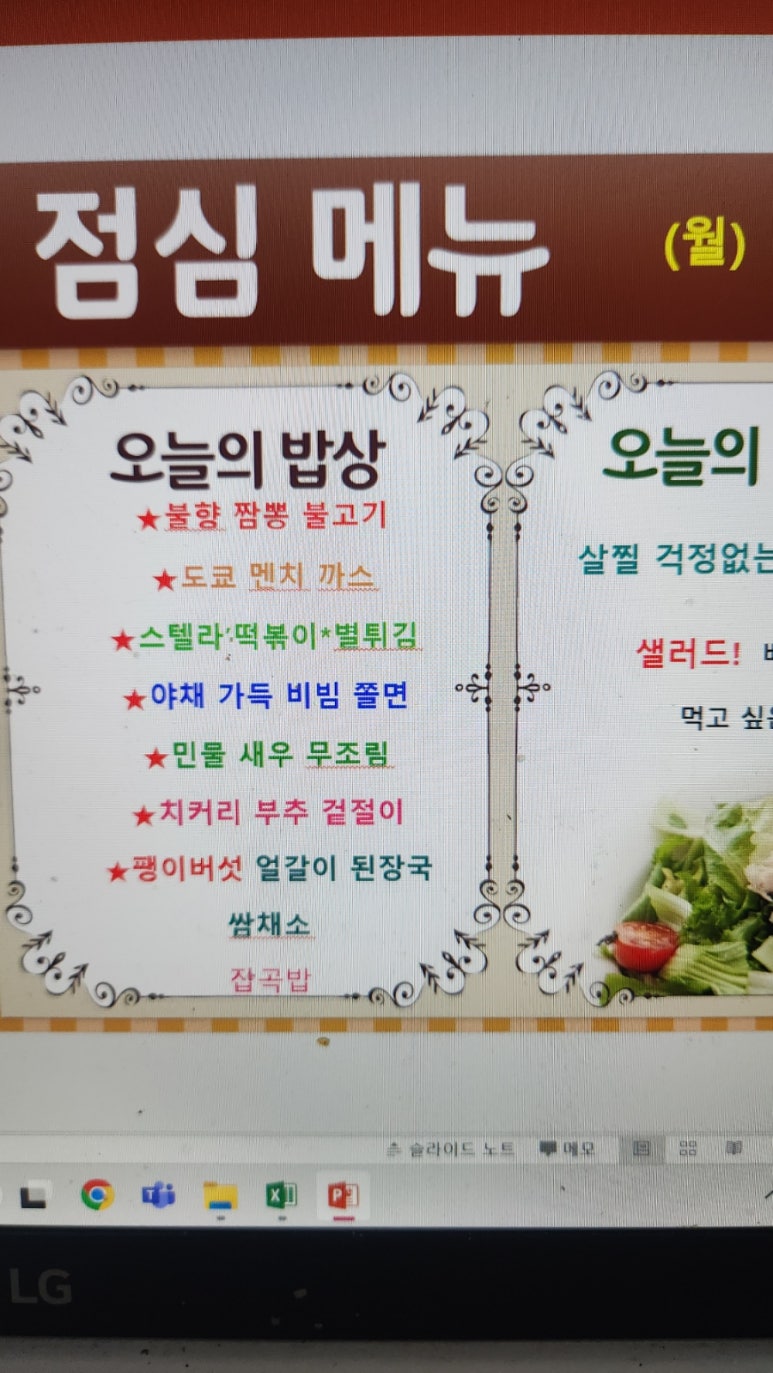 점심 메뉴 (월)
오늘의 밥상
★불향 짬뽕 불고기
★도쿄 멘치 까스
★스텔라'떡볶이*별튀김
★야채 가득 비빔 쫄면
★민물 새우 무조림
★치커리 부추 겉절이
★팽이버섯 얼갈이 된장국
쌈채소
잡곡밥
오늘의
살찔 걱정없는
샐러드!
먹고 싶은
슬라이드 노트 메모
LG